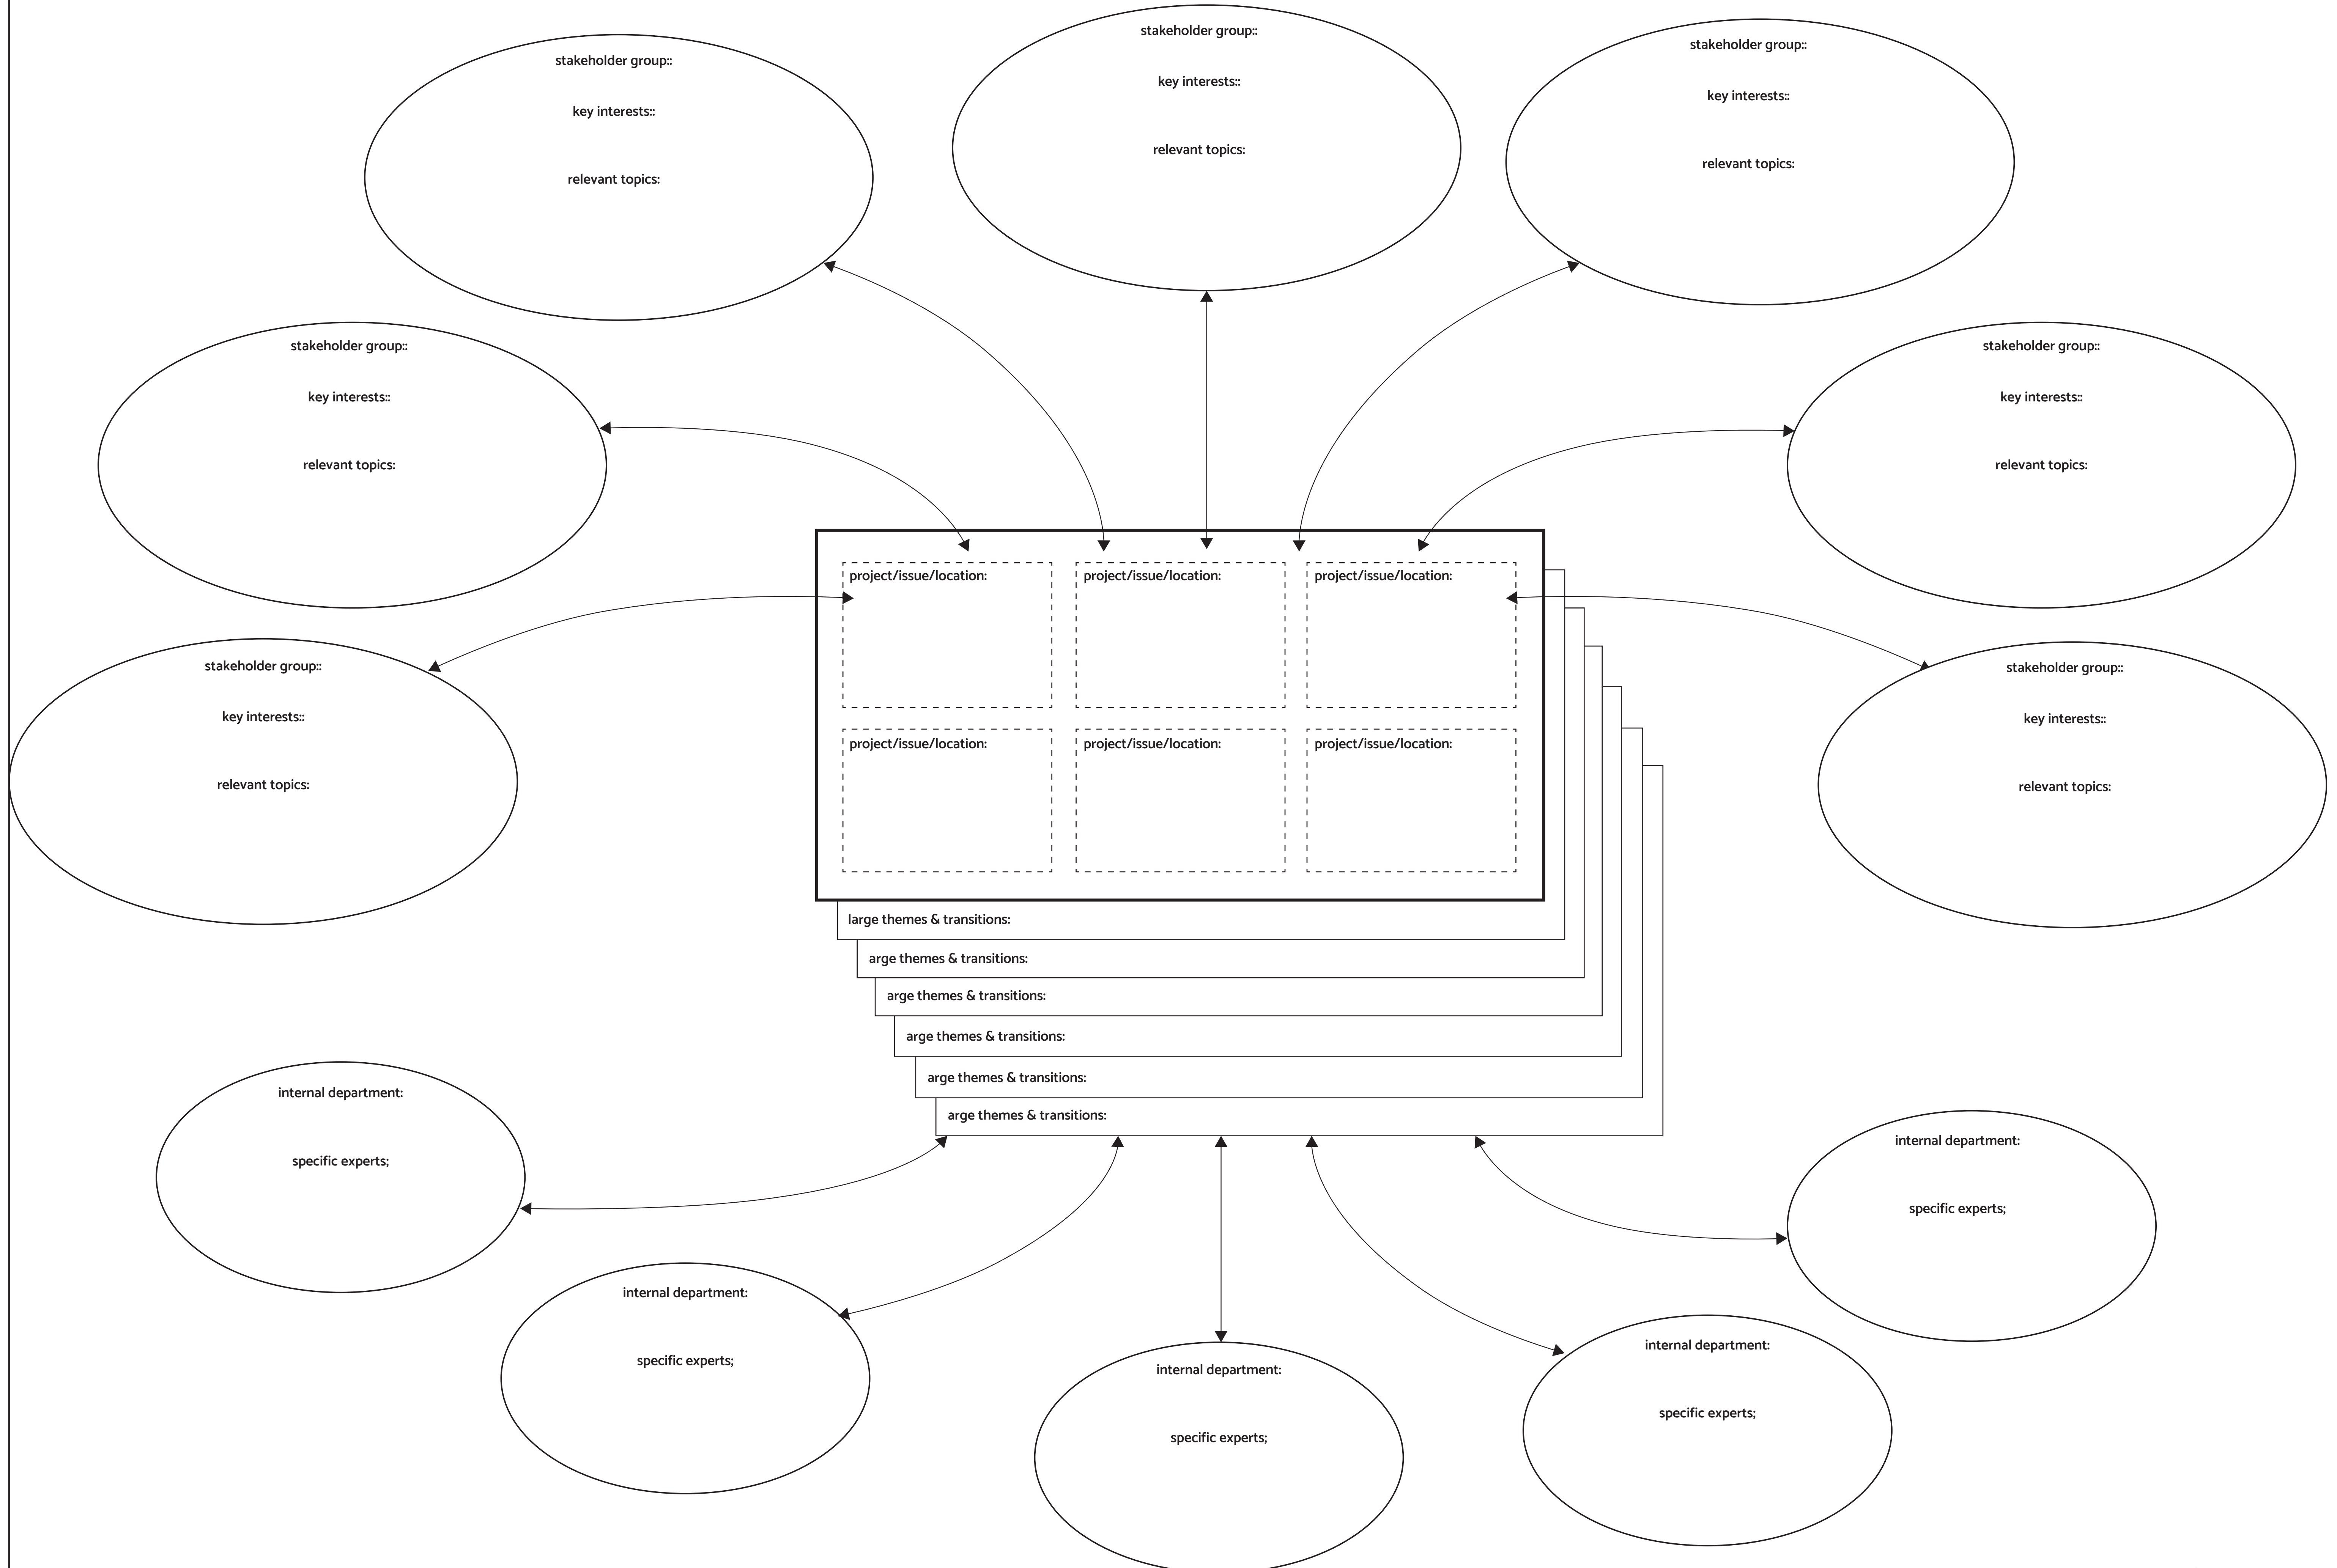 stakeholder group::
key interests::
relevant topics:
stakeholder group::
key interests::
relevant topics:
stakeholder group::
key interests::
relevant topics:
stakeholder group::
key interests::
relevant topics:
stakeholder group::
key interests::
relevant topics:
stakeholder group::
key interests::
relevant topics:
stakeholder group::
key interests::
relevant topics:
project/issue/location:
project/issue/location:
project/issue/location:
project/issue/location:
project/issue/location:
project/issue/location:
large themes & transitions:
arge themes & transitions:
arge themes & transitions:
arge themes & transitions:
arge themes & transitions:
arge themes & transitions:
internal department:
specific experts;
internal department:
specific experts;
internal department:
specific experts;
internal department:
specific experts;
internal department:
specific experts;